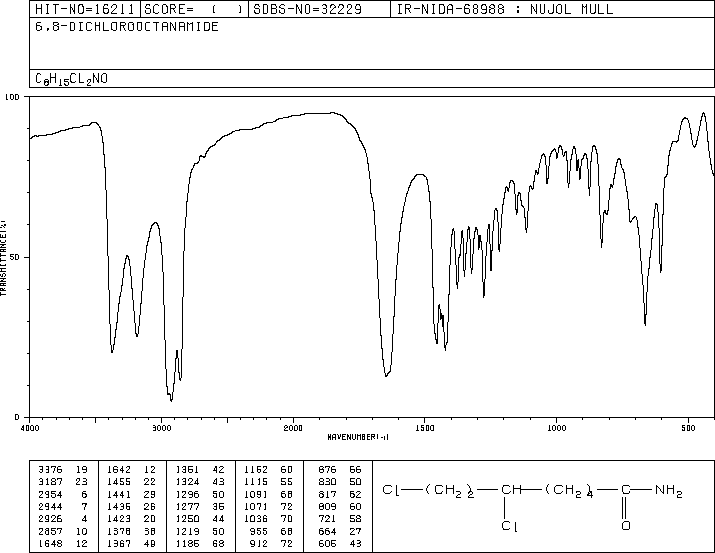 HIT-NO=16211 SCORE= ( ) SDBS-NO=32229 IR-NIDA-68988 : NUJOL MULL
6,8-DICHLOROOCTANAMIDE
C8H15CL2NO
100
50
0
TRANSMITTANCE(%)
4000 3000 2000 1500 1000 500
WAVENUMBER(-1)
3376 19 1642 12 1351 42 1152 60 876 66
3187 23 1455 22 1324 43 1115 55 830 50
2954 6 1441 29 1296 50 1091 68 817 62
2944 7 1436 26 1277 36 1071 72 809 60
2926 4 1423 20 1250 44 1036 70 721 58
2857 10 1378 38 1219 50 955 68 664 27
1648 12 1367 49 1186 68 912 72 605 43
Cl—(CH2)2—CH—(CH2)4—C—NH2
Cl O